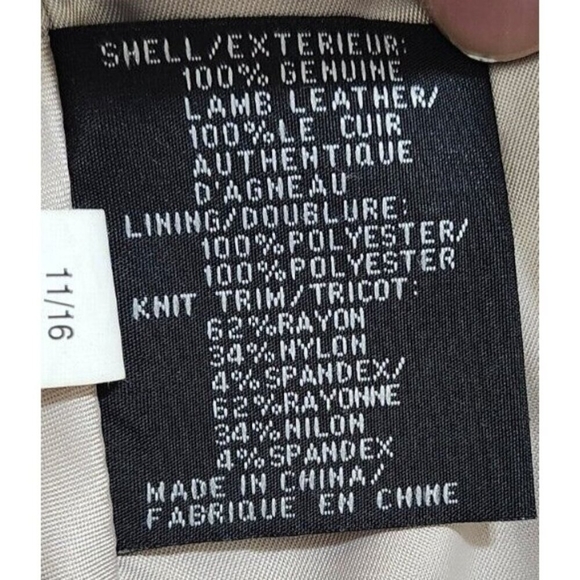 SHELL/EXTERIEUR:
100% GENUINE
LAMB LEATHER/
100%LE CUIR
AUTHENTIQUE
D'AGNEAU
LINING/DOUBLURE:
100%POLYESTER/
100%POLYESTER
KNIT TRIM/TRICOT:
62%RAYON
34%NYLON
4%SPANDEX/
62%RAYONNE
34%NILON
4%SPANDEX
MADE IN CHINA/
FABRIQUE EN CHINE
11/16